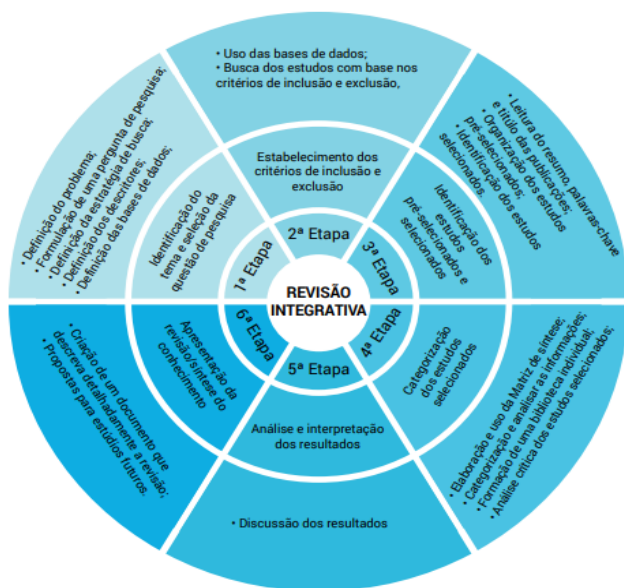 REVISÃO
INTEGRATIVA
1ª Etapa
Identificação do
tema e seleção da
questão de pesquisa
• Definição do problema;
• Formulação de uma pergunta de pesquisa;
• Definição da estratégia de busca;
• Definição dos descritores;
• Definição das bases de dados;
2ª Etapa
Estabelecimento dos
critérios de inclusão e
exclusão
• Uso das bases de dados;
• Busca dos estudos com base nos
critérios de inclusão e exclusão,
3ª Etapa
Identificação dos
estudos
pré-selecionados e
selecionados
• Leitura do resumo, palavras-chave
e título das publicações;
• Organização dos estudos
pré-selecionados;
• Identificação dos estudos
selecionados.
4ª Etapa
Categorização
dos estudos
selecionados
• Elaboração e uso da Matriz de síntese;
• Categorização e analisar as informações;
• Formação de uma biblioteca individual;
• Análise crítica dos estudos selecionados;
5ª Etapa
Análise e interpretação
dos resultados
• Discussão dos resultados
6ª Etapa
Apresentação da
revisão/síntese do
conhecimento
• Criação de um documento que
descreva detalhadamente a revisão;
• Propostas para estúdios futuros.